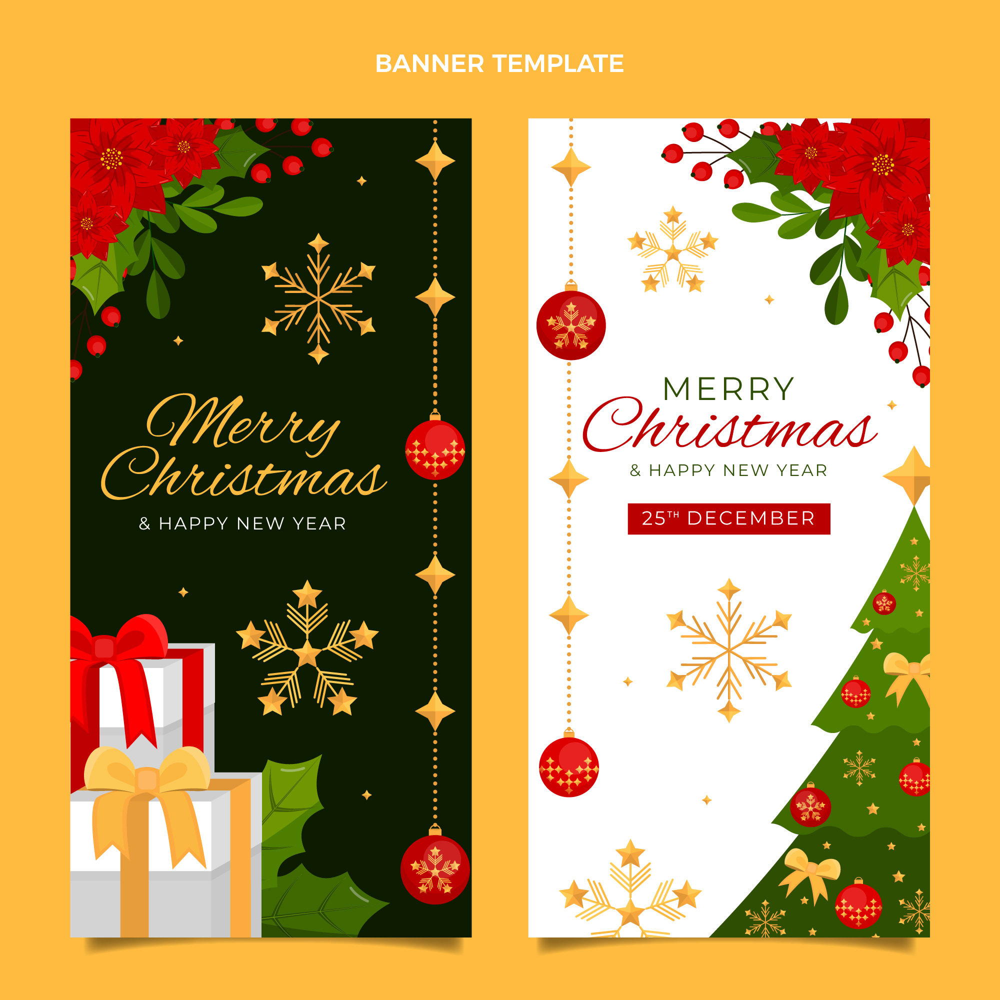 BANNER TEMPLATE
Merry
Christmas
& HAPPY NEW YEAR
MERRY
Christmas
& HAPPY NEW YEAR
25TH DECEMBER